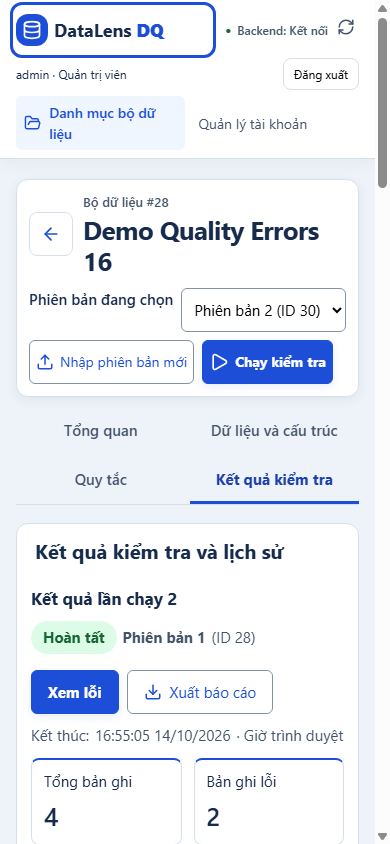 DataLens DQ
Backend: Kết nối
admin · Quản trị viên
Đăng xuất
Danh mục bộ dữ
liệu
Quản lý tài khoản
Bộ dữ liệu #28
Demo Quality Errors
16
Phiên bản đang chọn
Phiên bản 2 (ID 30)
Nhập phiên bản mới
Chạy kiểm tra
Tổng quan
Dữ liệu và cấu trúc
Quy tắc
Kết quả kiểm tra
Kết quả kiểm tra và lịch sử
Kết quả lần chạy 2
Hoàn tất
Phiên bản 1 (ID 28)
Xem lỗi
Xuất báo cáo
Kết thúc: 16:55:05 14/10/2026 · Giờ trình duyệt
Tổng bản ghi
4
Bản ghi lỗi
2